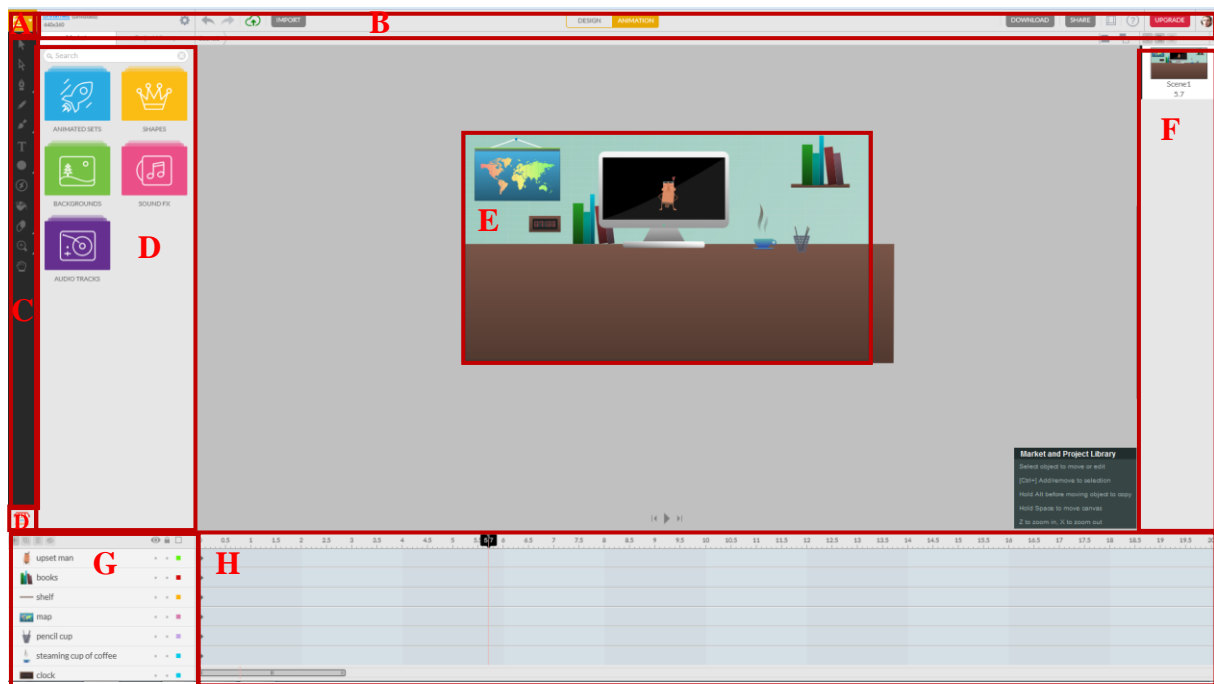 A
640x360
IMPORT
B
DESIGN
ANIMATION
DOWNLOAD
SHARE
?
UPGRADE
Search
ANIMATED SETS
SHAPES
BACKGROUNDS
SOUND FX
AUDIO TRACKS
C
D
D
E
F
Scene1
5.7
Market and Project Library
Select object to move or edit
[Ctrl+] Add/remove to selection
Hold Alt before moving object to copy
Hold Space to move canvas
Z to zoom in, X to zoom out
G
H
0.5 1 1.5 2 2.5 3 3.5 4 4.5 5 5.7 6 6.5 7 7.5 8 8.5 9 9.5 10 10.5 11 11.5 12 12.5 13 13.5 14 14.5 15 15.5 16 16.5 17 17.5 18 18.5 19 19.5 20
upset man
books
shelf
map
pencil cup
steaming cup of coffee
clock